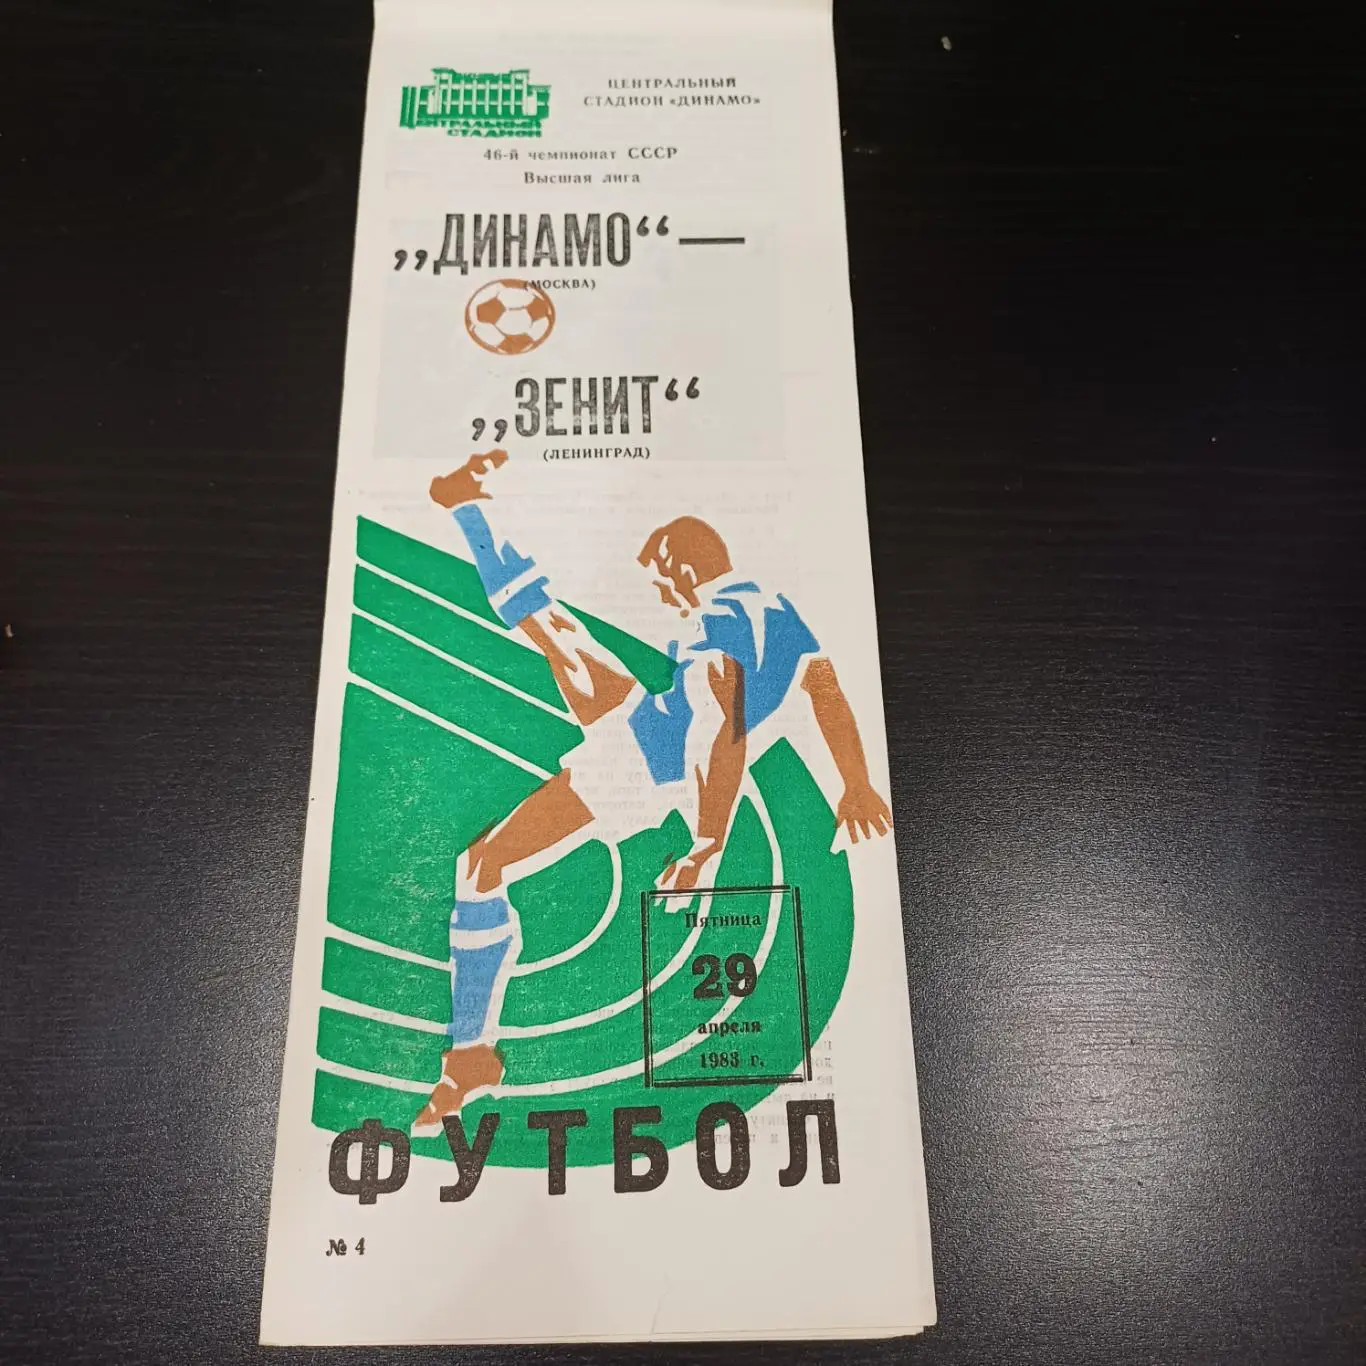 ЦЕНТРАЛЬНЫЙ
СТАДИОН
ЦЕНТРАЛЬНЫЙ
СТАДИОН «ДИНАМО»
46-й чемпионат СССР
Высшая лига
„ДИНАМО“ —
(МОСКВА)
„ЗЕНИТ“
(ЛЕНИНГРАД)
Пятница
29
апреля
1983 г.
ФУТБОЛ
№ 4